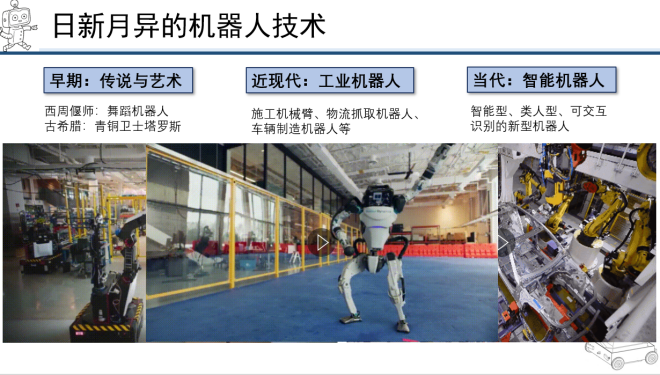 日新月异的机器人技术
早期：传说与艺术
西周偃师：舞蹈机器人
古希腊：青铜卫士塔罗斯
近现代：工业机器人
施工机械臂、物流抓取机器人、
车辆制造机器人等
当代：智能机器人
智能型、类人型、可交互
识别的新型机器人